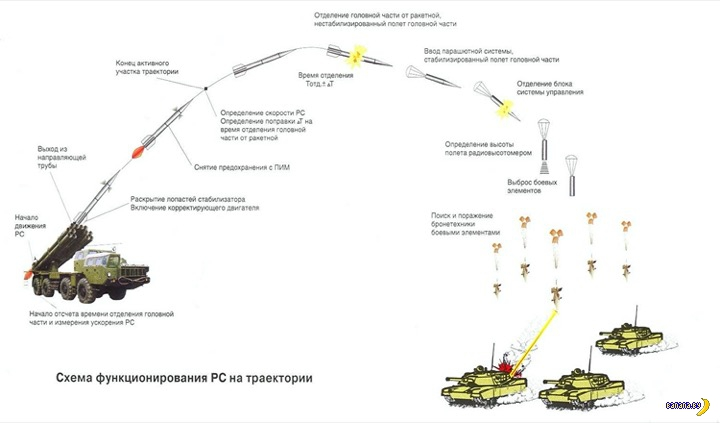 Отделение головной части от ракетной,
нестабилизированный полет головной части
Конец активного
участка траектории
Время отделения
Тотд.± ΔТ
Ввод парашютной системы,
стабилизированный полет головной части
Отделение блока
системы управления
Определение скорости РС
Определение поправки ΔТ на
время отделения головной
части от ракетной
Определение высоты
полета радиовысотомером
Выход из
направляющей
трубы
Снятие предохранения с ПИМ
Выброс боевых
элементов
Раскрытие лопастей стабилизатора
Включение корректирующего двигателя
Начало
движения
РС
Поиск и поражение
бронетехники
боевыми элементами
Начало отсчета времени отделения головной
части и измерения ускорения РС
Схема функционирования РС на траектории
banana.by